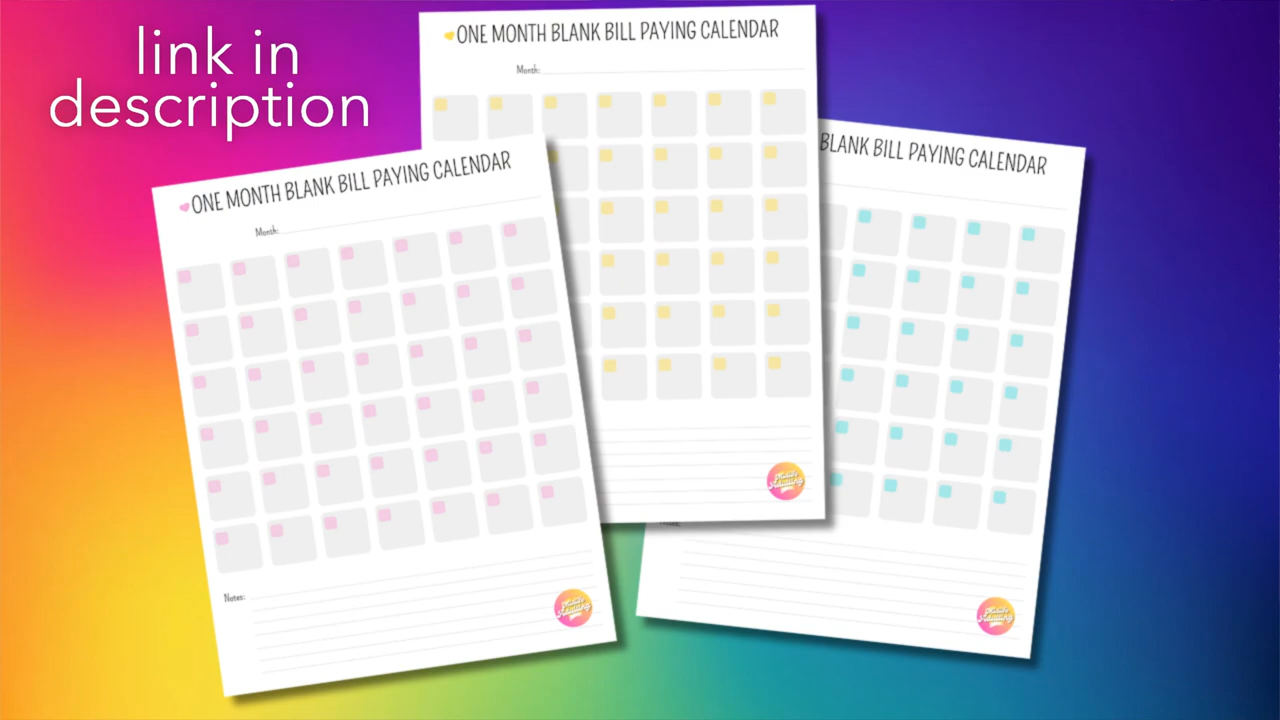 link in
description
ONE MONTH BLANK BILL PAYING CALENDAR
Month:
ONE MONTH BLANK BILL PAYING CALENDAR
Month:
Notes:
BLANK BILL PAYING CALENDAR